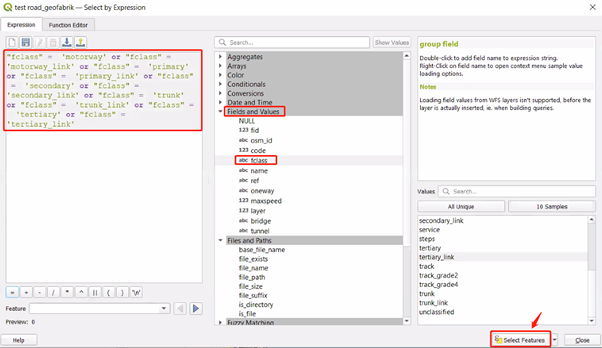 test road_geofabrik — Select by Expression
Expression
Function Editor
"fclass" = 'motorway' or "fclass" =
'motorway_link' or "fclass" = 'primary'
or "fclass" = 'primary_link' or "fclass"
= 'secondary' or "fclass" =
'secondary_link' or "fclass" = 'trunk'
or "fclass" = 'trunk_link' or "fclass" =
'tertiary' or "fclass" =
'tertiary_link'
= + - / * ^ || ( ) '\n'
Feature
Preview: 0
Help
Search...
Show Values
Aggregates
Arrays
Color
Conditionals
Conversions
Date and Time
Fields and Values
NULL
123 fid
abc osm_id
123 code
abc fclass
abc name
abc ref
abc oneway
123 maxspeed
123 layer
abc bridge
abc tunnel
Files and Paths
base_file_name
file_exists
file_name
file_path
file_size
file_suffix
is_directory
is_file
Fuzzy Matching
group field
Double-click to add field name to expression string.
Right-Click on field name to open context menu sample value
loading options.
Notes
Loading field values from WFS layers isn't supported, before the
layer is actually inserted, ie. when building queries.
Values
Search...
All Unique
10 Samples
secondary_link
service
steps
tertiary
tertiary_link
track
track_grade2
track_grade4
trunk
trunk_link
unclassified
Select Features
Close